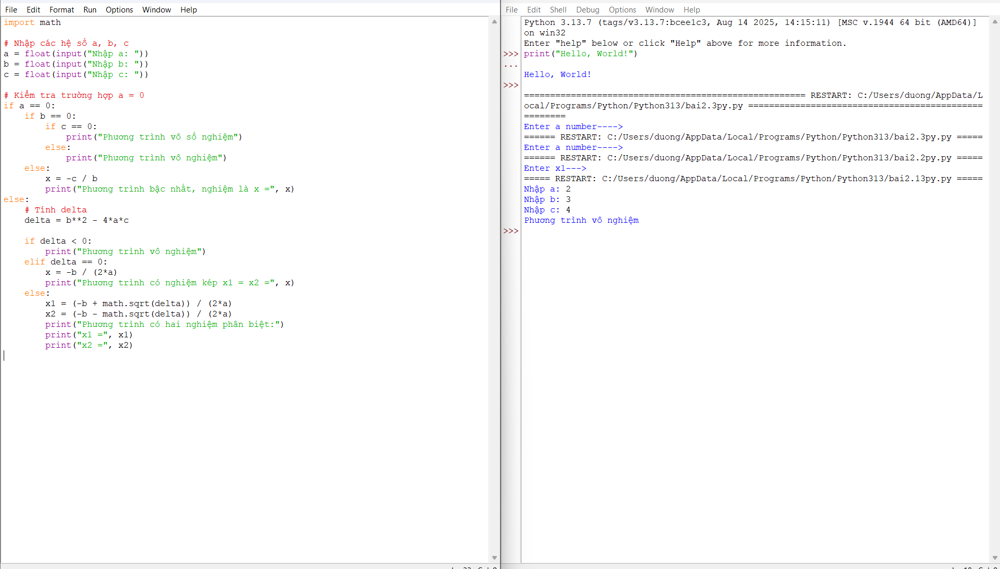 File Edit Format Run Options Window Help
import math
# Nhập các hệ số a, b, c
a = float(input("Nhập a: "))
b = float(input("Nhập b: "))
c = float(input("Nhập c: "))
# Kiểm tra trường hợp a = 0
if a == 0:
    if b == 0:
        if c == 0:
            print("Phương trình vô số nghiệm")
        else:
            print("Phương trình vô nghiệm")
    else:
        x = -c / b
        print("Phương trình bậc nhất, nghiệm là x =", x)
else:
    # Tính delta
    delta = b**2 - 4*a*c
    if delta < 0:
        print("Phương trình vô nghiệm")
    elif delta == 0:
        x = -b / (2*a)
        print("Phương trình có nghiệm kép x1 = x2 =", x)
    else:
        x1 = (-b + math.sqrt(delta)) / (2*a)
        x2 = (-b - math.sqrt(delta)) / (2*a)
        print("Phương trình có hai nghiệm phân biệt:")
        print("x1 =", x1)
        print("x2 =", x2)
File Edit Shell Debug Options Window Help
Python 3.13.7 (tags/v3.13.7:bcee1c3, Aug 14 2025, 14:15:11) [MSC v.1944 64 bit (AMD64)]
on win32
Enter "help" below or click "Help" above for more information.
>>> print("Hello, World!")
...
Hello, World!
>>>
====================================================== RESTART: C:/Users/duong/AppData/L
ocal/Programs/Python/Python313/bai2.3py.py =============================================
========
Enter a number---->
====== RESTART: C:/Users/duong/AppData/Local/Programs/Python/Python313/bai2.3py.py =====
Enter a number---->
====== RESTART: C:/Users/duong/AppData/Local/Programs/Python/Python313/bai2.2py.py =====
Enter x1--->
===== RESTART: C:/Users/duong/AppData/Local/Programs/Python/Python313/bai2.13py.py =====
Nhập a: 2
Nhập b: 3
Nhập c: 4
Phương trình vô nghiệm
>>>